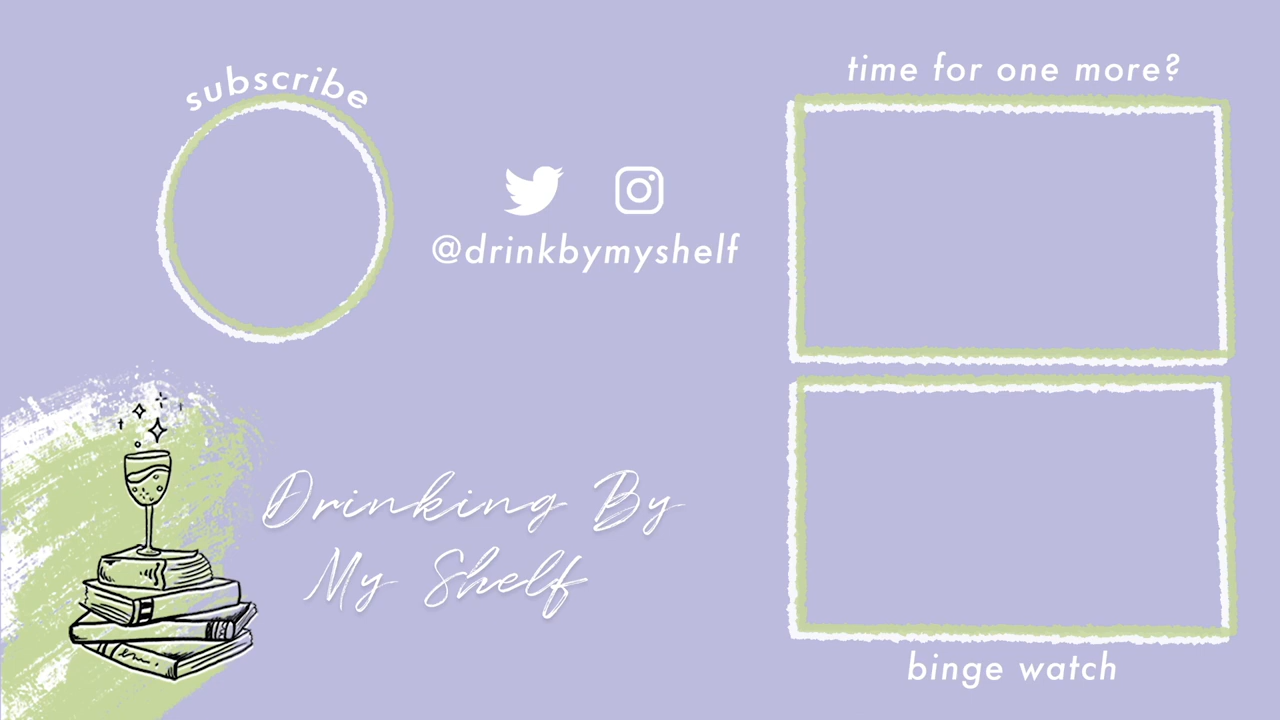 subscribe
time for one more?
@drinkbymyshelf
Drinking By
My Shelf
binge watch